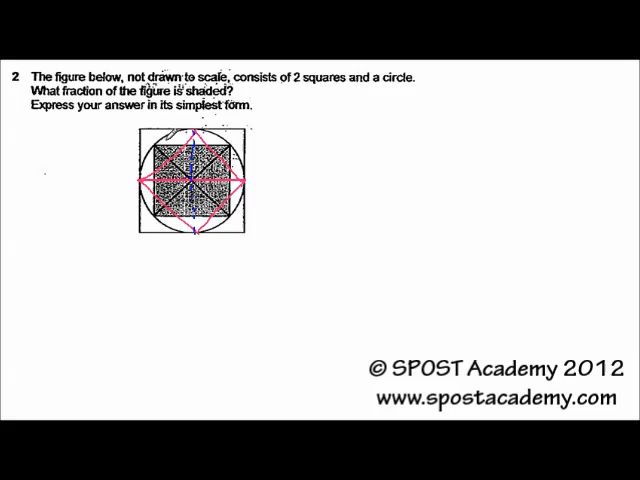 2 The figure below, not drawn to scale, consists of 2 squares and a circle.
What fraction of the figure is shaded?
Express your answer in its simplest form.
© SPOST Academy 2012
www.spostacademy.com